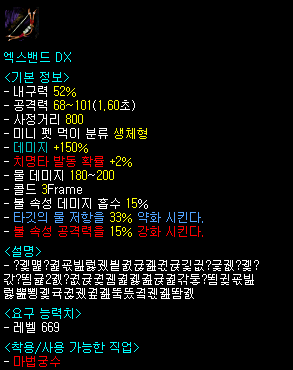 엑스밴드 DX
<기본 정보>
- 내구력 52%
- 공격력 68~101(1,60초)
- 사정거리 800
- 미니 펫 먹이 분류 생체형
- 데미지 +150%
- 치명타 발동 확률 +2%
- 물 데미지 180~200
- 콜드 3Frame
- 불 속성 데미지 흡수 15%
- 타깃의 물 저항을 33% 약화 시킨다.
- 불 속성 공격력을 15% 강화 시킨다.
<설명>
<요구 능력치>
- 레벨 669
<착용/사용 가능한 직업>
- 마법궁수